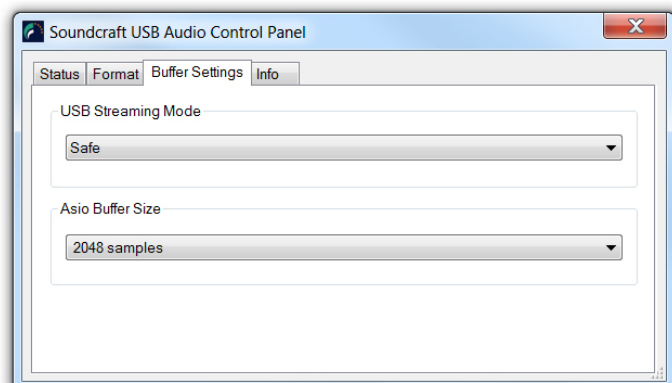 Soundcraft USB Audio Control Panel
Status Format Buffer Settings Info
USB Streaming Mode
Safe
Asio Buffer Size
2048 samples